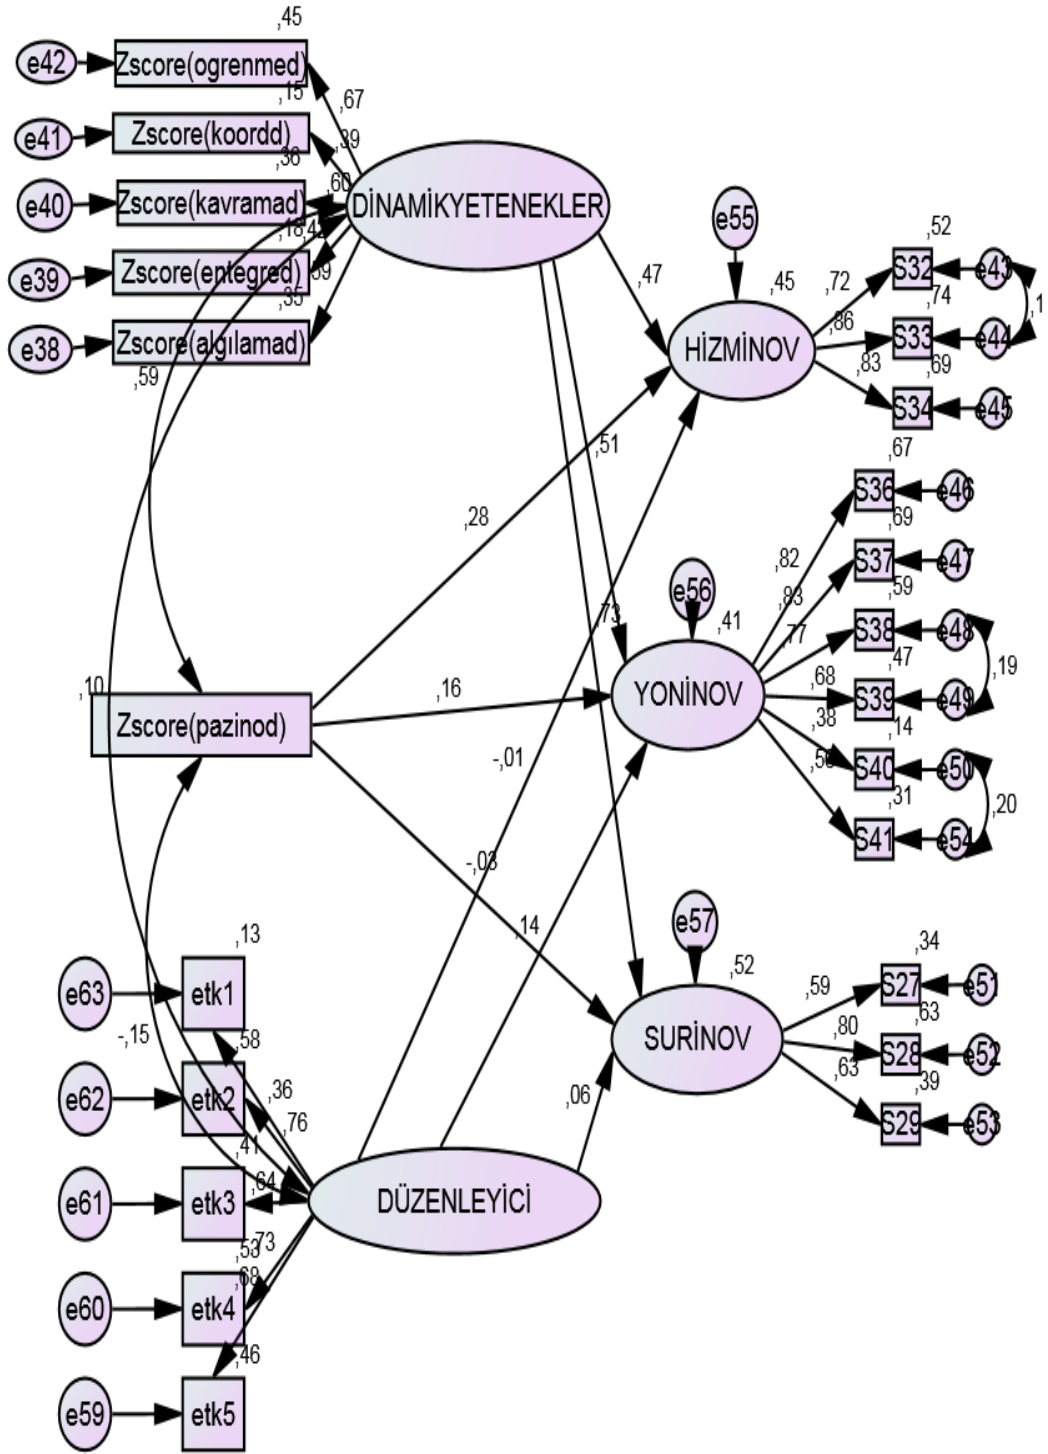 ,45
e42
Zscore(ogrenmed)
,15
,67
e41
Zscore(koordd)
,39
,36
e40
Zscore(kavramad)
,60
DİNAMİKYETENEKLER
,18
,42
e39
Zscore(entegred)
,59
,35
e38
Zscore(algılamad)
,59
e55
,47
,45
HİZMİNOV
,52
,72
S32
e43
,74
,1
,86
S33
e44
,69
,83
S34
e45
,51
,67
S36
e46
,28
,69
,82
S37
e47
e56
,83
,59
,73
,41
,77
S38
e48
,47
,19
YONİNOV
,68
S39
e49
,10
,16
,38
,14
Zscore(pazinod)
S40
e50
-,01
,31
,20
S41
e54
-,03
,14
e57
,52
,34
,59
S27
e51
SURİNOV
,63
,80
S28
e52
,39
,63
S29
e53
,06
,13
e63
etk1
-,15
,58
,36
e62
etk2
,76
,41
e61
etk3
,64
DÜZENLEYİCİ
,53
,73
,68
e60
etk4
,46
e59
etk5